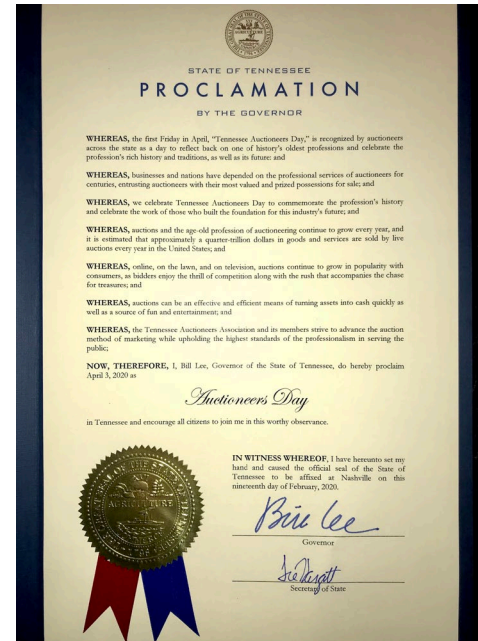 STATE OF TENNESSEE
PROCLAMATION
BY THE GOVERNOR
WHEREAS, the first Friday in April, "Tennessee Auctioneers Day," is recognized by auctioneers
across the state as a day to reflect back on one of history's oldest professions and celebrate the
profession's rich history and traditions, as well as its future: and
WHEREAS, businesses and nations have depended on the professional services of auctioneers for
centuries, entrusting auctioneers with their most valued and prized possessions for sale; and
WHEREAS, we celebrate Tennessee Auctioneers Day to commemorate the profession's history
and celebrate the work of those who built the foundation for this industry's future; and
WHEREAS, auctions and the age-old profession of auctioneering continue to grow every year, and
it is estimated that approximately a quarter-trillion dollars in goods and services are sold by live
auctions every year in the United States; and
WHEREAS, online, on the lawn, and on television, auctions continue to grow in popularity with
consumers, as bidders enjoy the thrill of competition along with the rush that accompanies the chase
for treasures; and
WHEREAS, auctions can be an effective and efficient means of turning assets into cash quickly as
well as a source of fun and entertainment; and
WHEREAS, the Tennessee Auctioneers Association and its members strive to advance the auction
method of marketing while upholding the highest standards of the professionalism in serving the
public;
NOW, THEREFORE, I, Bill Lee, Governor of the State of Tennessee, do hereby proclaim
April 3, 2020 as
Auctioneers Day
in Tennessee and encourage all citizens to join me in this worthy observance.
IN WITNESS WHEREOF, I have hereunto set my
hand and caused the official seal of the State of
Tennessee to be affixed at Nashville on this
nineteenth day of February, 2020.
AGRICULTURE
Bill Lee
Governor
Secretary of State